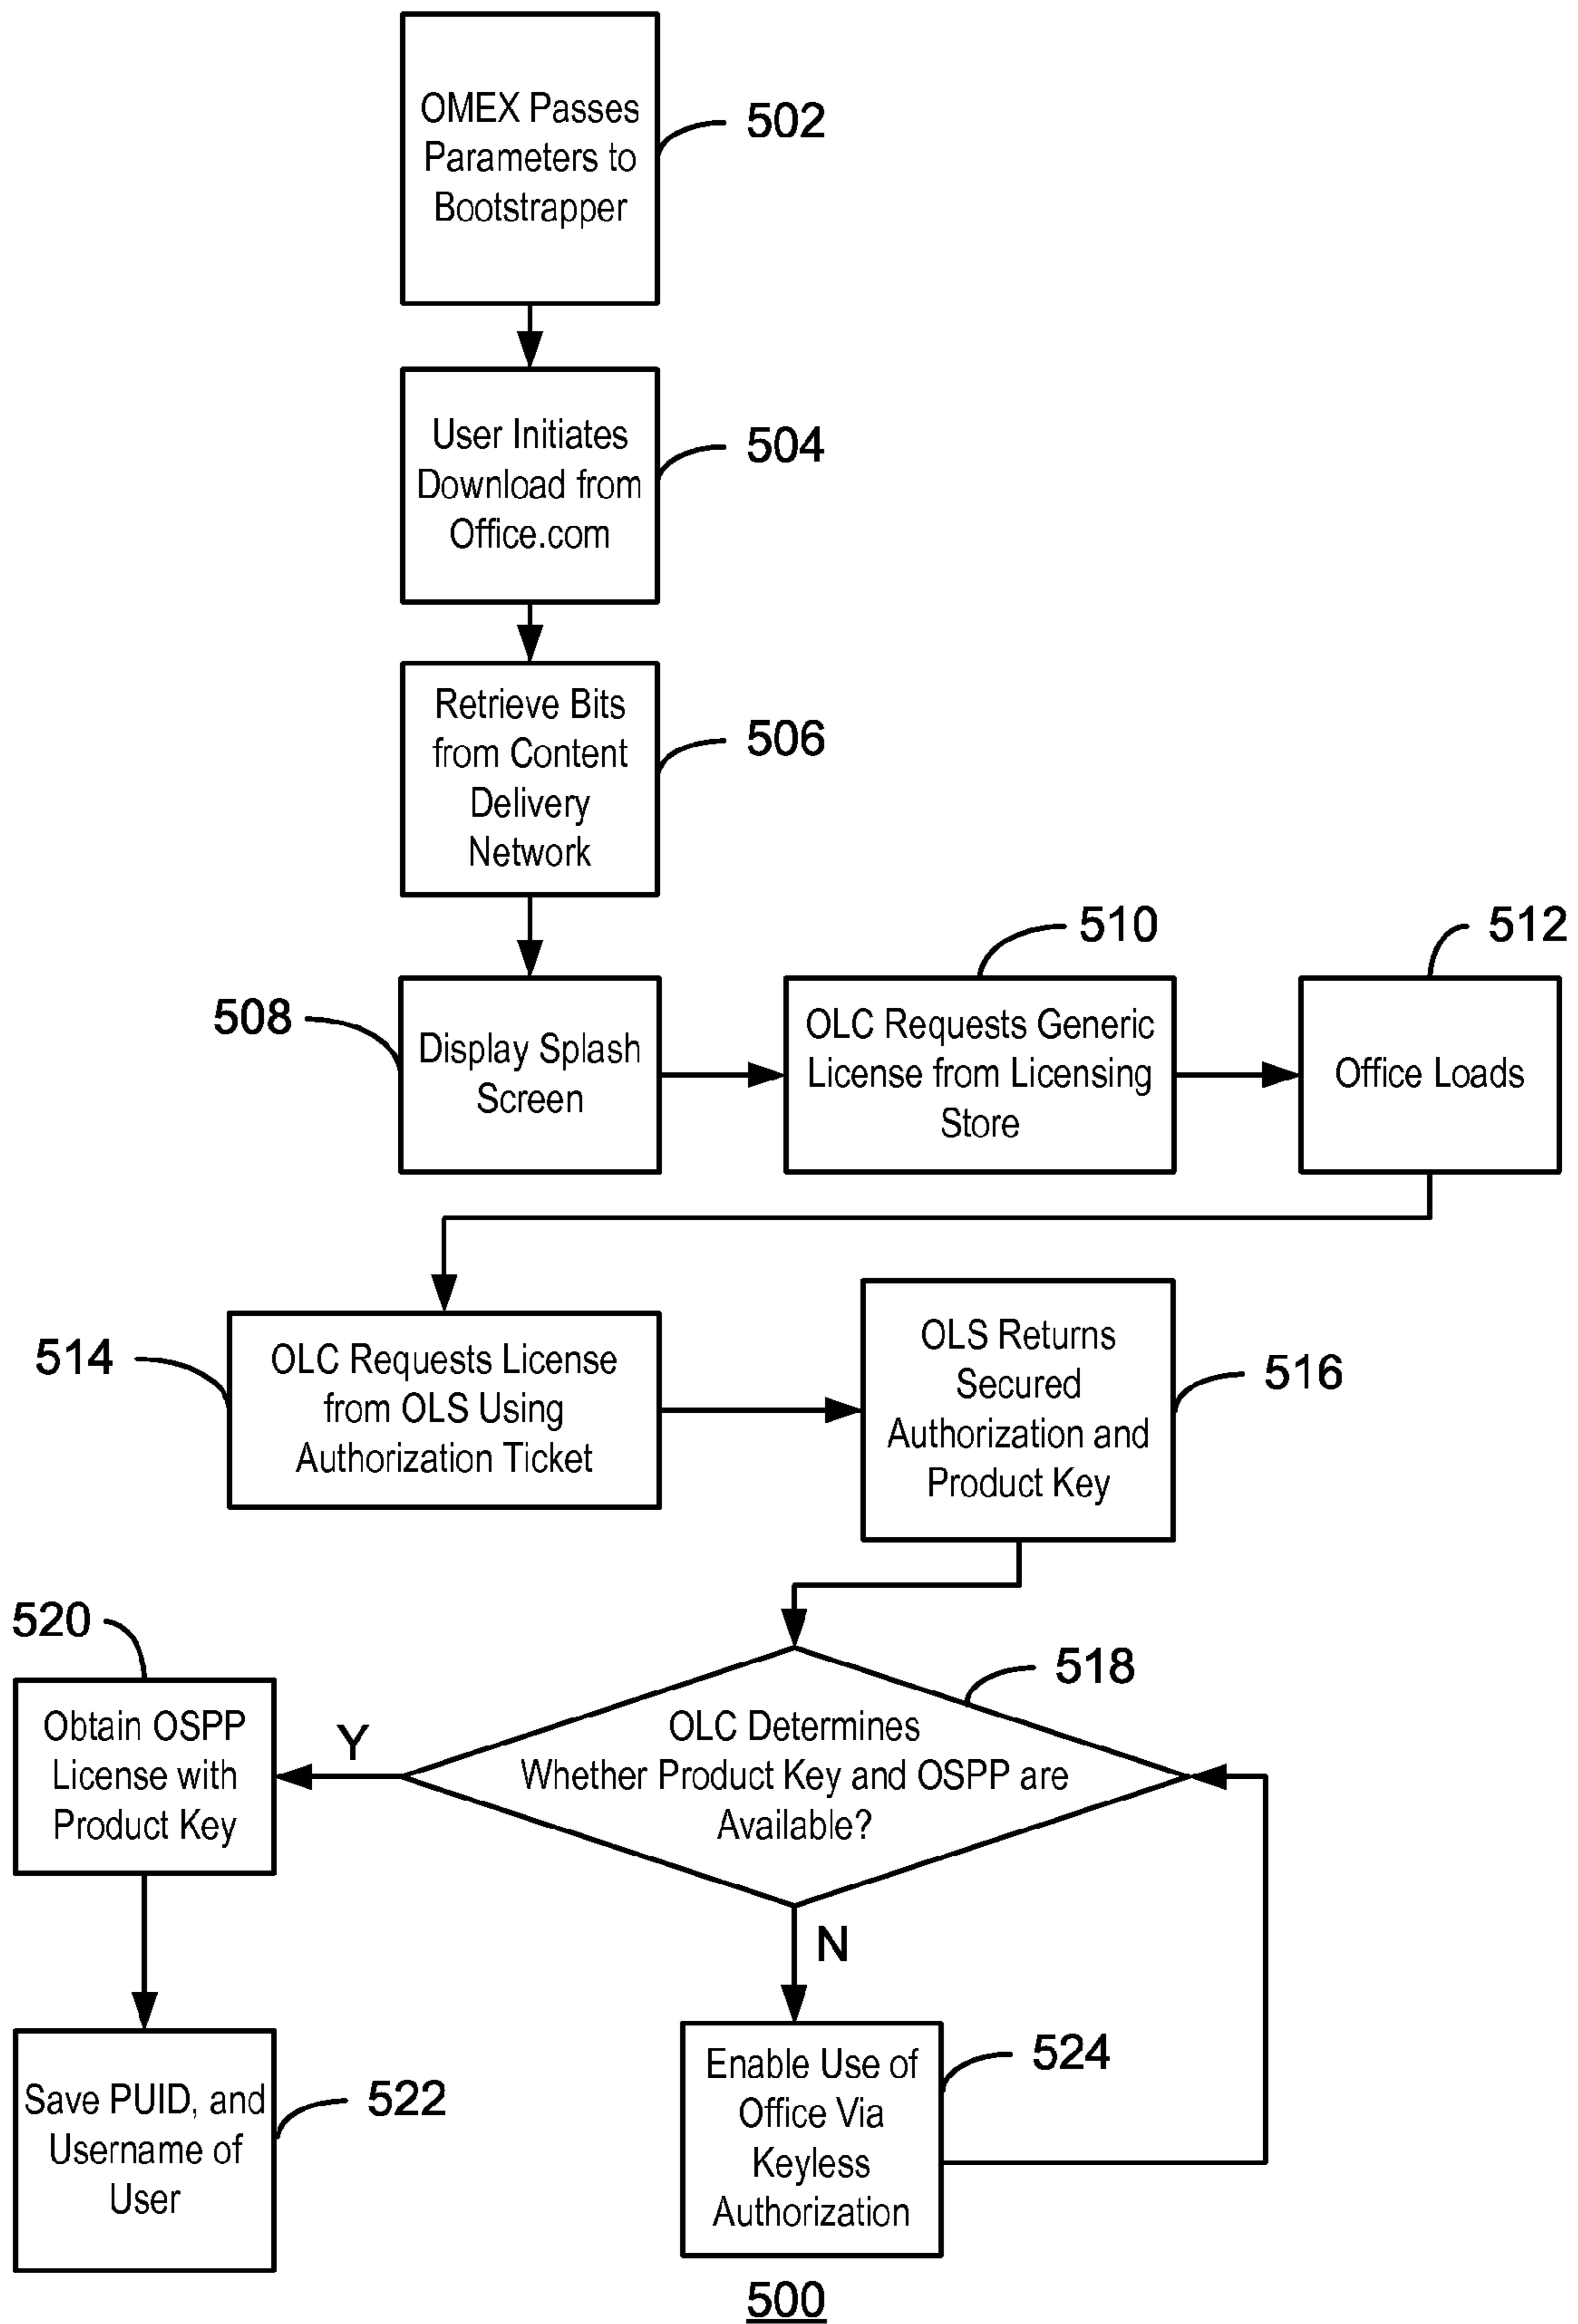 OMEX Passes
Parameters to
Bootstrapper
502
User Initiates
Download from
Office.com
504
Retrieve Bits
from Content
Delivery
Network
506
508
Display Splash
Screen
510
OLC Requests Generic
License from Licensing
Store
512
Office Loads
514
OLC Requests License
from OLS Using
Authorization Ticket
OLS Returns
Secured
Authorization and
Product Key
516
518
OLC Determines
Whether Product Key and OSPP are
Available?
Y
520
Obtain OSPP
License with
Product Key
Save PUID, and
Username of
User
522
N
Enable Use of
Office Via
Keyless
Authorization
524
500